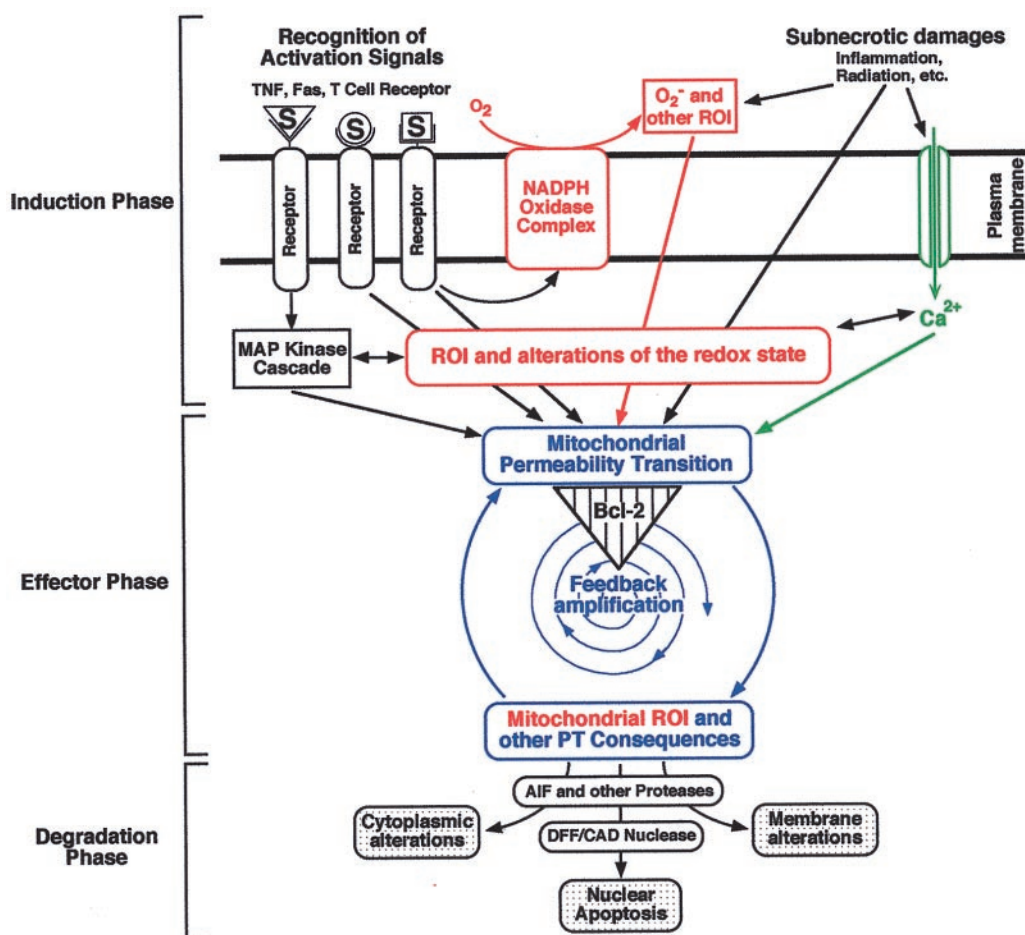 Recognition of
Activation Signals
TNF, Fas, T Cell Receptor
S
S
S
O2
O2- and
other ROI
Subnecrotic damages
Inflammation,
Radiation, etc.
Induction Phase
Receptor
Receptor
Receptor
NADPH
Oxidase
Complex
Plasma
membrane
Ca2+
MAP Kinase
Cascade
ROI and alterations of the redox state
Mitochondrial
Permeability Transition
Bcl-2
Effector Phase
Feedback
amplification
Mitochondrial ROI and
other PT Consequences
Degradation
Phase
AIF and other Proteases
Cytoplasmic
alterations
DFF/CAD Nuclease
Membrane
alterations
Nuclear
Apoptosis